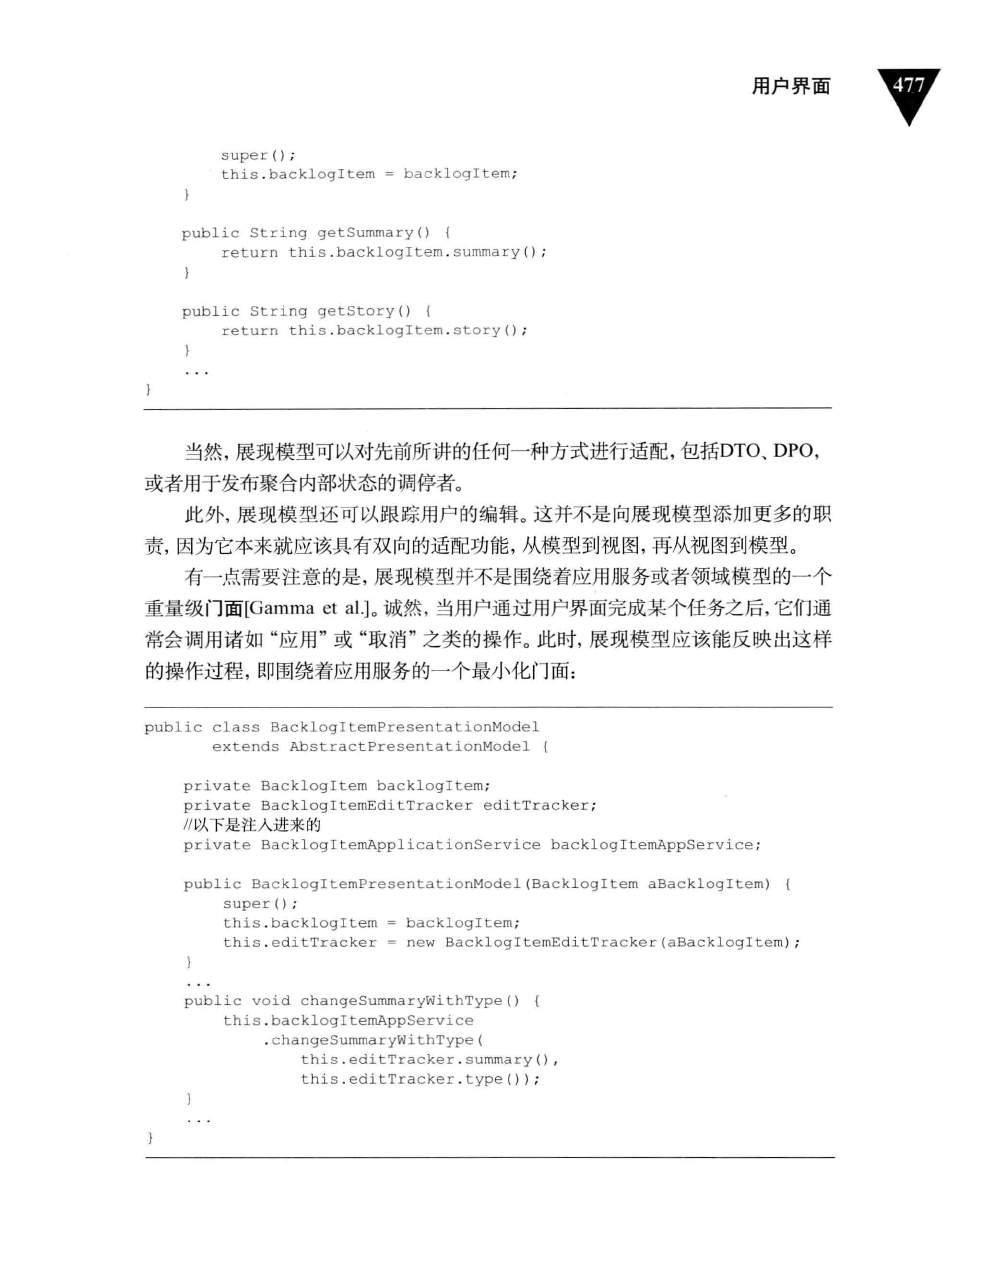 用户界面 477
super();
this.backlogItem = backlogItem;
}
public String getSummary() {
return this.backlogItem.summary();
}
public String getStory() {
return this.backlogItem.story();
}
...
}
当然，展现模型可以对先前所讲的任何一种方式进行适配，包括DTO、DPO，
或者用于发布聚合内部状态的调停者。
此外，展现模型还可以跟踪用户的编辑。这并不是向展现模型添加更多的职
责，因为它本来就应该具有双向的适配功能，从模型到视图，再从视图到模型。
有一点需要注意的是，展现模型并不是围绕着应用服务或者领域模型的一个
重量级门面[Gamma et al.]。诚然，当用户通过用户界面完成某个任务之后，它们通
常会调用诸如“应用”或“取消”之类的操作。此时，展现模型应该能反映出这样
的操作过程，即围绕着应用服务的一个最小化门面：
public class BacklogItemPresentationModel
extends AbstractPresentationModel {
private BacklogItem backlogItem;
private BacklogItemEditTracker editTracker;
//以下是注入进来的
private BacklogItemApplicationService backlogItemAppService;
public BacklogItemPresentationModel(BacklogItem aBacklogItem) {
super();
this.backlogItem = backlogItem;
this.editTracker = new BacklogItemEditTracker(aBacklogItem);
}
...
public void changeSummaryWithType() {
this.backlogItemAppService
.changeSummaryWithType(
this.editTracker.summary(),
this.editTracker.type());
}
...
}